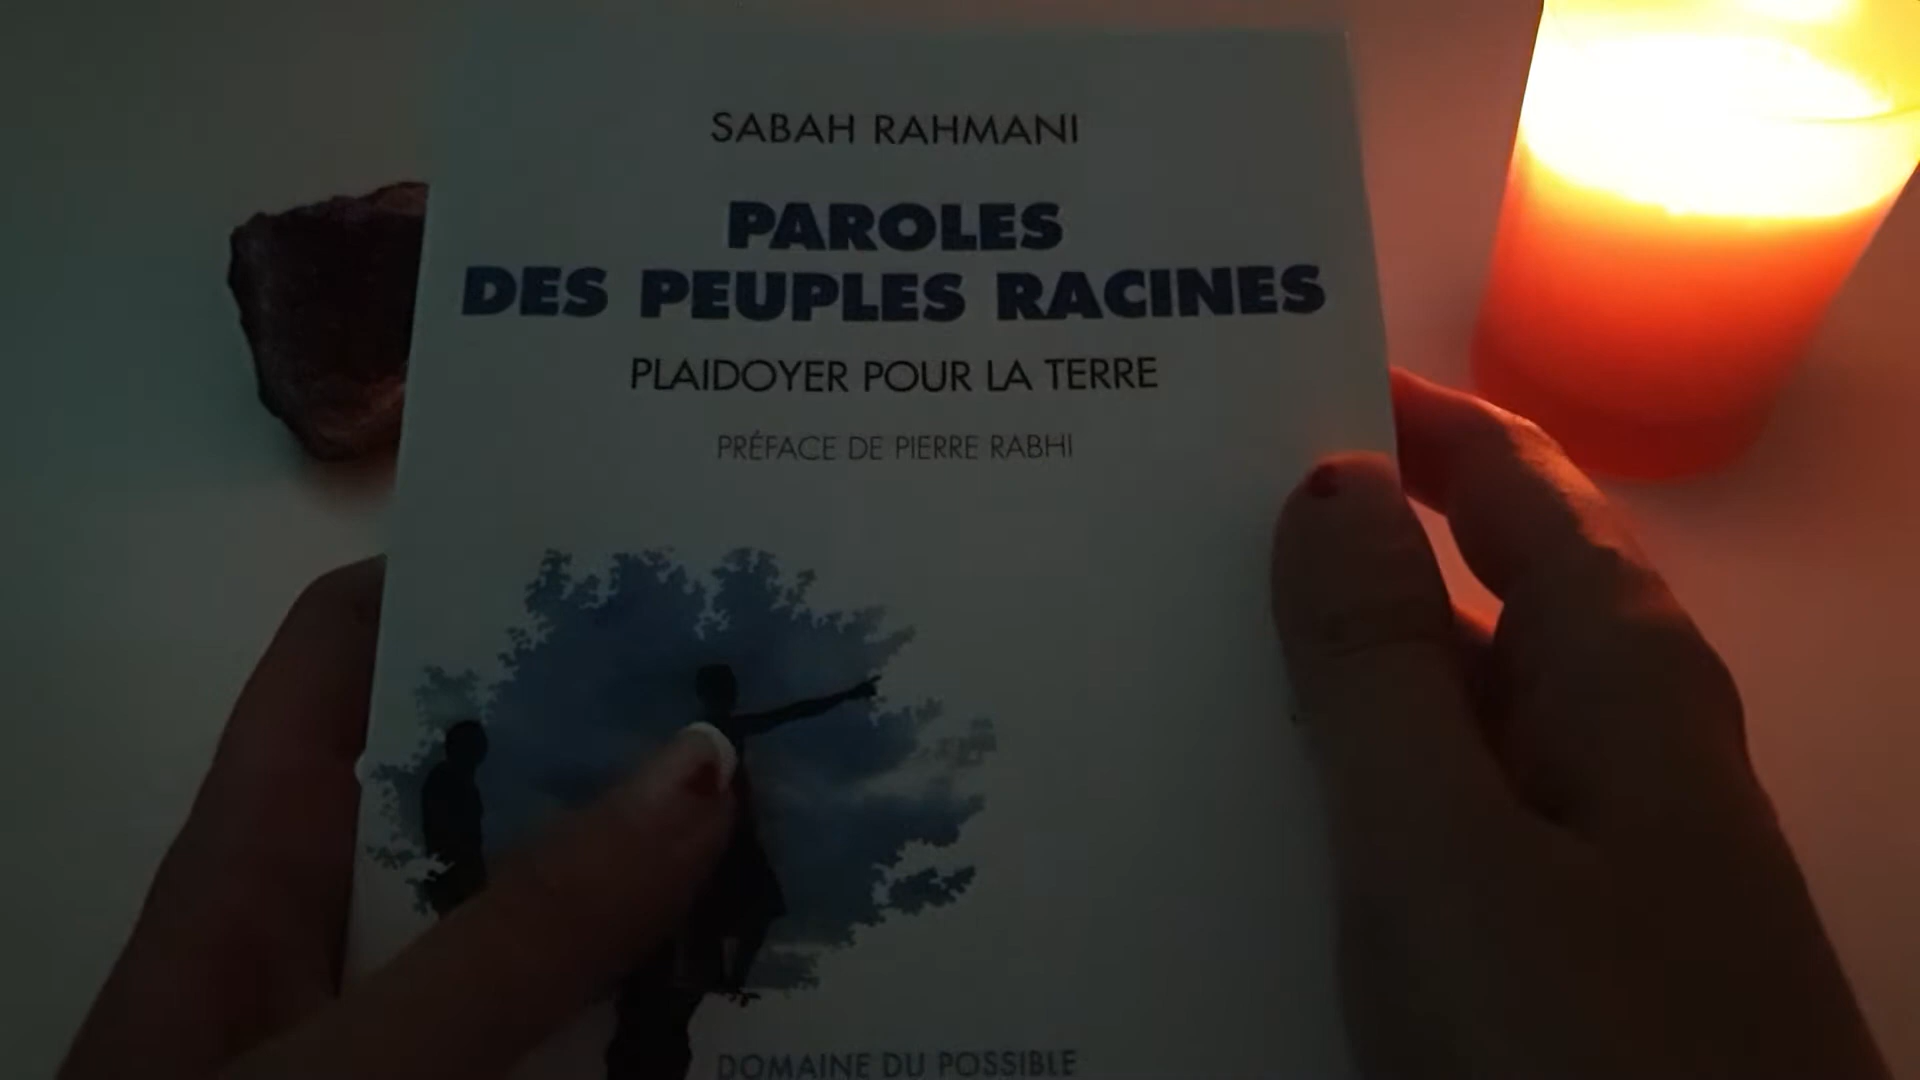 SABAH RAHMANI
PAROLES
DES PEUPLES RACINES
PLAIDOYER POUR LA TERRE
PRÉFACE DE PIERRE RABHI
DOMAINE DU POSSIBLE